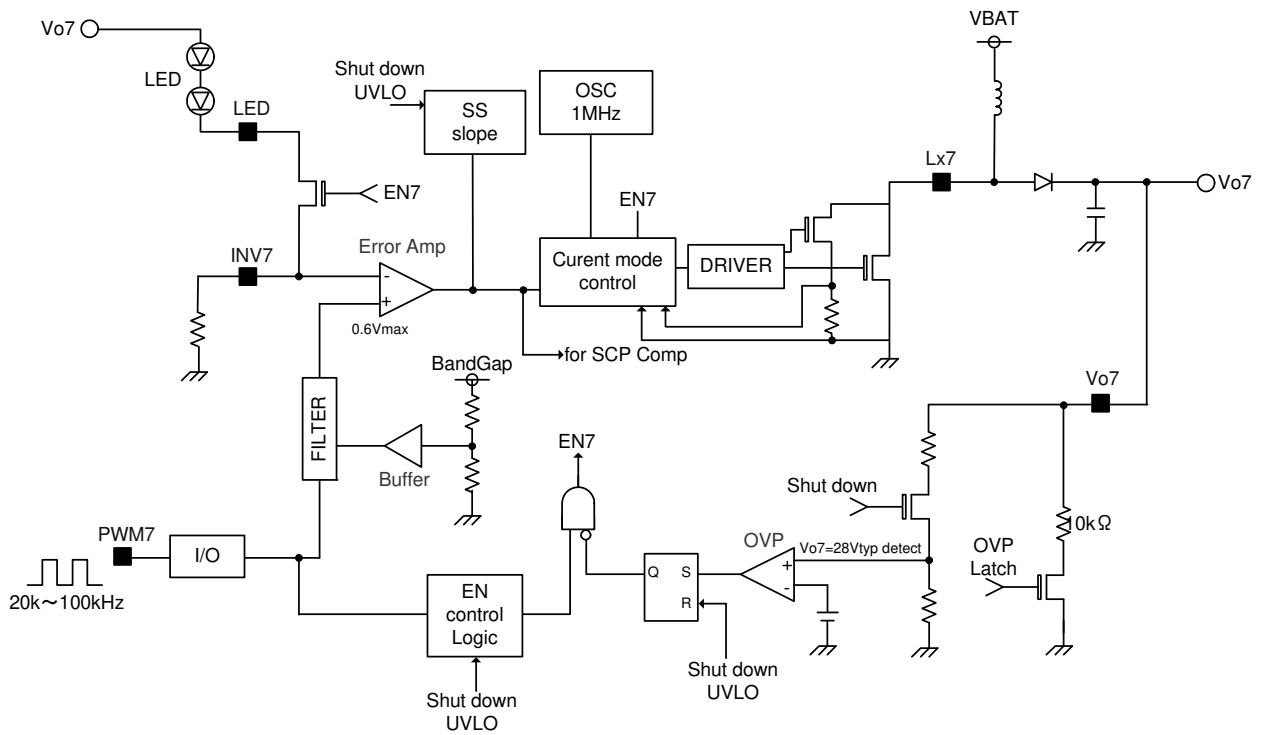 Vo7
LED
LED
EN7
INV7
Shut down
UVLO
SS
slope
OSC
1MHz
EN7
Error Amp
-
+
0.6Vmax
Curent mode
control
DRIVER
for SCP Comp
VBAT
Lx7
Vo7
Vo7
FILTER
BandGap
Buffer
PWM7
I/O
20k～100kHz
EN
control
Logic
Shut down
UVLO
EN7
Q
S
R
Shut down
UVLO
OVP
+
-
Vo7=28Vtyp detect
Shut down
OVP
Latch
10kΩ